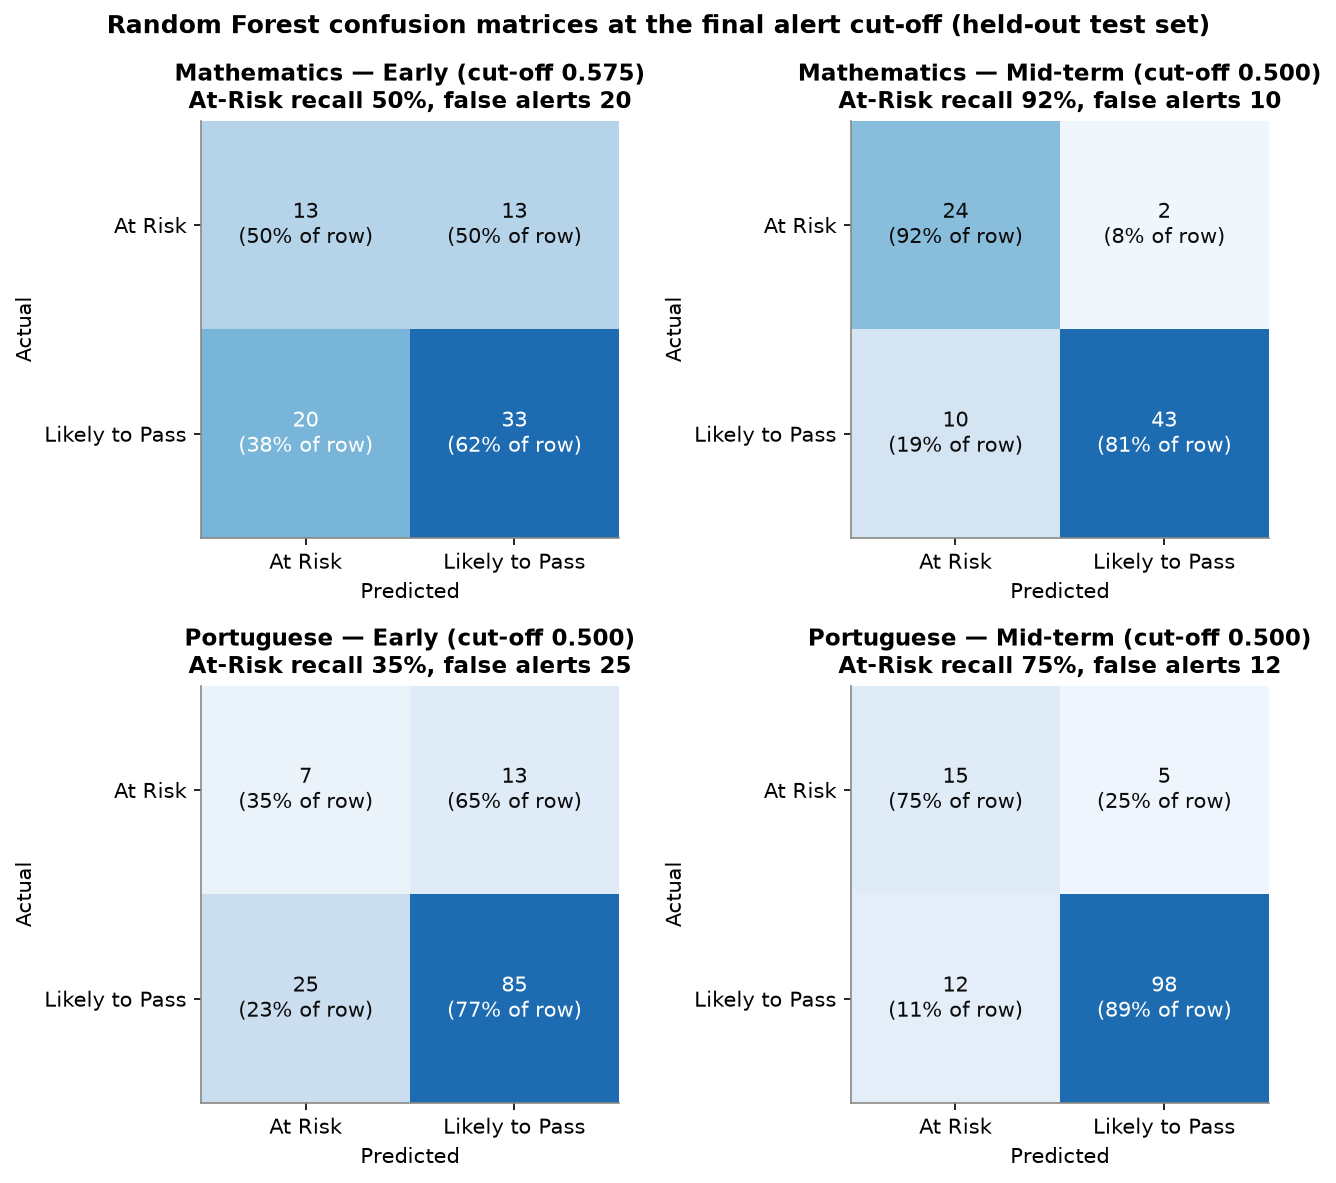 Random Forest confusion matrices at the final alert cut-off (held-out test set)
Mathematics — Early (cut-off 0.575)
At-Risk recall 50%, false alerts 20
Actual
At Risk
13
(50% of row)
13
(50% of row)
Likely to Pass
20
(38% of row)
33
(62% of row)
At Risk
Likely to Pass
Predicted
Mathematics — Mid-term (cut-off 0.500)
At-Risk recall 92%, false alerts 10
Actual
At Risk
24
(92% of row)
2
(8% of row)
Likely to Pass
10
(19% of row)
43
(81% of row)
At Risk
Likely to Pass
Predicted
Portuguese — Early (cut-off 0.500)
At-Risk recall 35%, false alerts 25
Actual
At Risk
7
(35% of row)
13
(65% of row)
Likely to Pass
25
(23% of row)
85
(77% of row)
At Risk
Likely to Pass
Predicted
Portuguese — Mid-term (cut-off 0.500)
At-Risk recall 75%, false alerts 12
Actual
At Risk
15
(75% of row)
5
(25% of row)
Likely to Pass
12
(11% of row)
98
(89% of row)
At Risk
Likely to Pass
Predicted